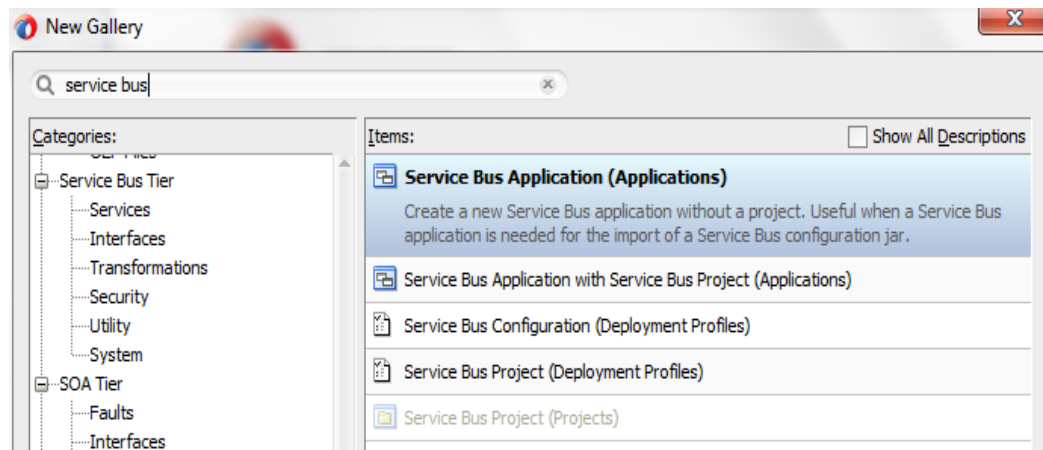 New Gallery
service bus
Categories:
Service Bus Tier
Services
Interfaces
Transformations
Security
Utility
System
SOA Tier
Faults
Interfaces
Items:
Show All Descriptions
Service Bus Application (Applications)
Create a new Service Bus application without a project. Useful when a Service Bus
application is needed for the import of a Service Bus configuration jar.
Service Bus Application with Service Bus Project (Applications)
Service Bus Configuration (Deployment Profiles)
Service Bus Project (Deployment Profiles)
Service Bus Project (Projects)